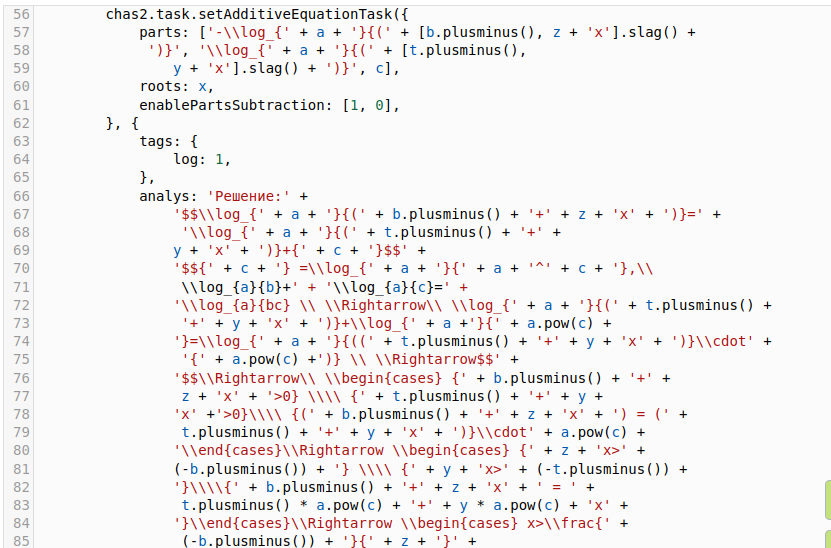 56 chas2.task.setAdditiveEquationTask({
57 parts: ['-\\log_{' + a + '}{(' + [b.plusminus(), z + 'x'].slag() +
58 ')}', '\\log_{' + a + '}{(' + [t.plusminus(),
59 y + 'x'].slag() + ')}', c],
60 roots: x,
61 enablePartsSubtraction: [1, 0],
62 }, {
63 tags: {
64 log: 1,
65 },
66 analys: 'Решение:' +
67 '$$\\log_{' + a + '}{(' + b.plusminus() + '+' + z + 'x' + ')}=' +
68 '\\log_{' + a + '}{(' + t.plusminus() + '+' +
69 y + 'x' + ')}+{' + c + '}$$' +
70 '$${' + c + '} =\\log_{' + a + '}{' + a + '^' + c + '},\\
71 \\log_{a}{b}+' + '\\log_{a}{c}=' +
72 '\\log_{a}{bc} \\ \\Rightarrow\\ \\log_{' + a + '}{(' + t.plusminus() +
73 '+' + y + 'x' + ')}+\\log_{' + a +'}{' + a.pow(c) +
74 '}=\\log_{' + a + '}{((' + t.plusminus() + '+' + y + 'x' + ')}\\cdot' +
75 '{' + a.pow(c) +')} \\ \\Rightarrow$$' +
76 '$$\\Rightarrow\\ \\begin{cases} {' + b.plusminus() + '+' +
77 z + 'x' + '>0} \\\\ {' + t.plusminus() + '+' + y +
78 'x' +'>0}\\\\ {(' + b.plusminus() + '+' + z + 'x' + ') = (' +
79 t.plusminus() + '+' + y + 'x' + ')}\\cdot' + a.pow(c) +
80 '\\end{cases}\\Rightarrow \\begin{cases} {' + z + 'x>' +
81 (-b.plusminus()) + '} \\\\ {' + y + 'x>' + (-t.plusminus()) +
82 '}\\\\{' + b.plusminus() + '+' + z + 'x' + ' = ' +
83 t.plusminus() * a.pow(c) + '+' + y * a.pow(c) + 'x' +
84 '}\\end{cases}\\Rightarrow \\begin{cases} x>\\frac{' +
85 (-b.plusminus()) + '}{' + z + '}' +